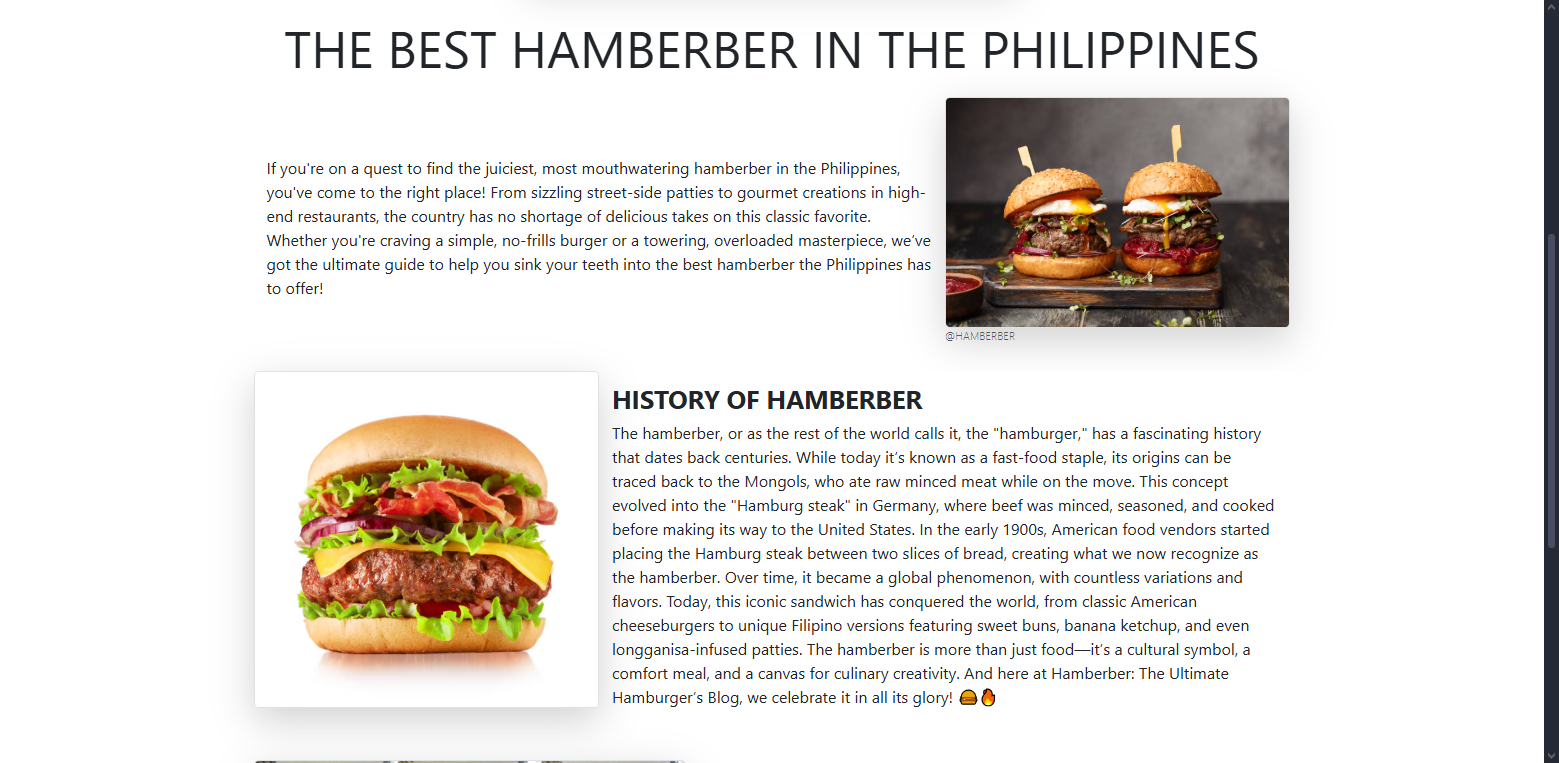 THE BEST HAMBERBER IN THE PHILIPPINES
If you're on a quest to find the juiciest, most mouthwatering hamberber in the Philippines,
you've come to the right place! From sizzling street-side patties to gourmet creations in high-
end restaurants, the country has no shortage of delicious takes on this classic favorite.
Whether you're craving a simple, no-frills burger or a towering, overloaded masterpiece, we’ve
got the ultimate guide to help you sink your teeth into the best hamberber the Philippines has
to offer!
@HAMBERBER
HISTORY OF HAMBERBER
The hamberber, or as the rest of the world calls it, the "hamburger," has a fascinating history
that dates back centuries. While today it’s known as a fast-food staple, its origins can be
traced back to the Mongols, who ate raw minced meat while on the move. This concept
evolved into the "Hamburg steak" in Germany, where beef was minced, seasoned, and cooked
before making its way to the United States. In the early 1900s, American food vendors started
placing the Hamburg steak between two slices of bread, creating what we now recognize as
the hamberber. Over time, it became a global phenomenon, with countless variations and
flavors. Today, this iconic sandwich has conquered the world, from classic American
cheeseburgers to unique Filipino versions featuring sweet buns, banana ketchup, and even
longganisa-infused patties. The hamberber is more than just food—it’s a cultural symbol, a
comfort meal, and a canvas for culinary creativity. And here at Hamberber: The Ultimate
Hamburger’s Blog, we celebrate it in all its glory! 🍔🔥